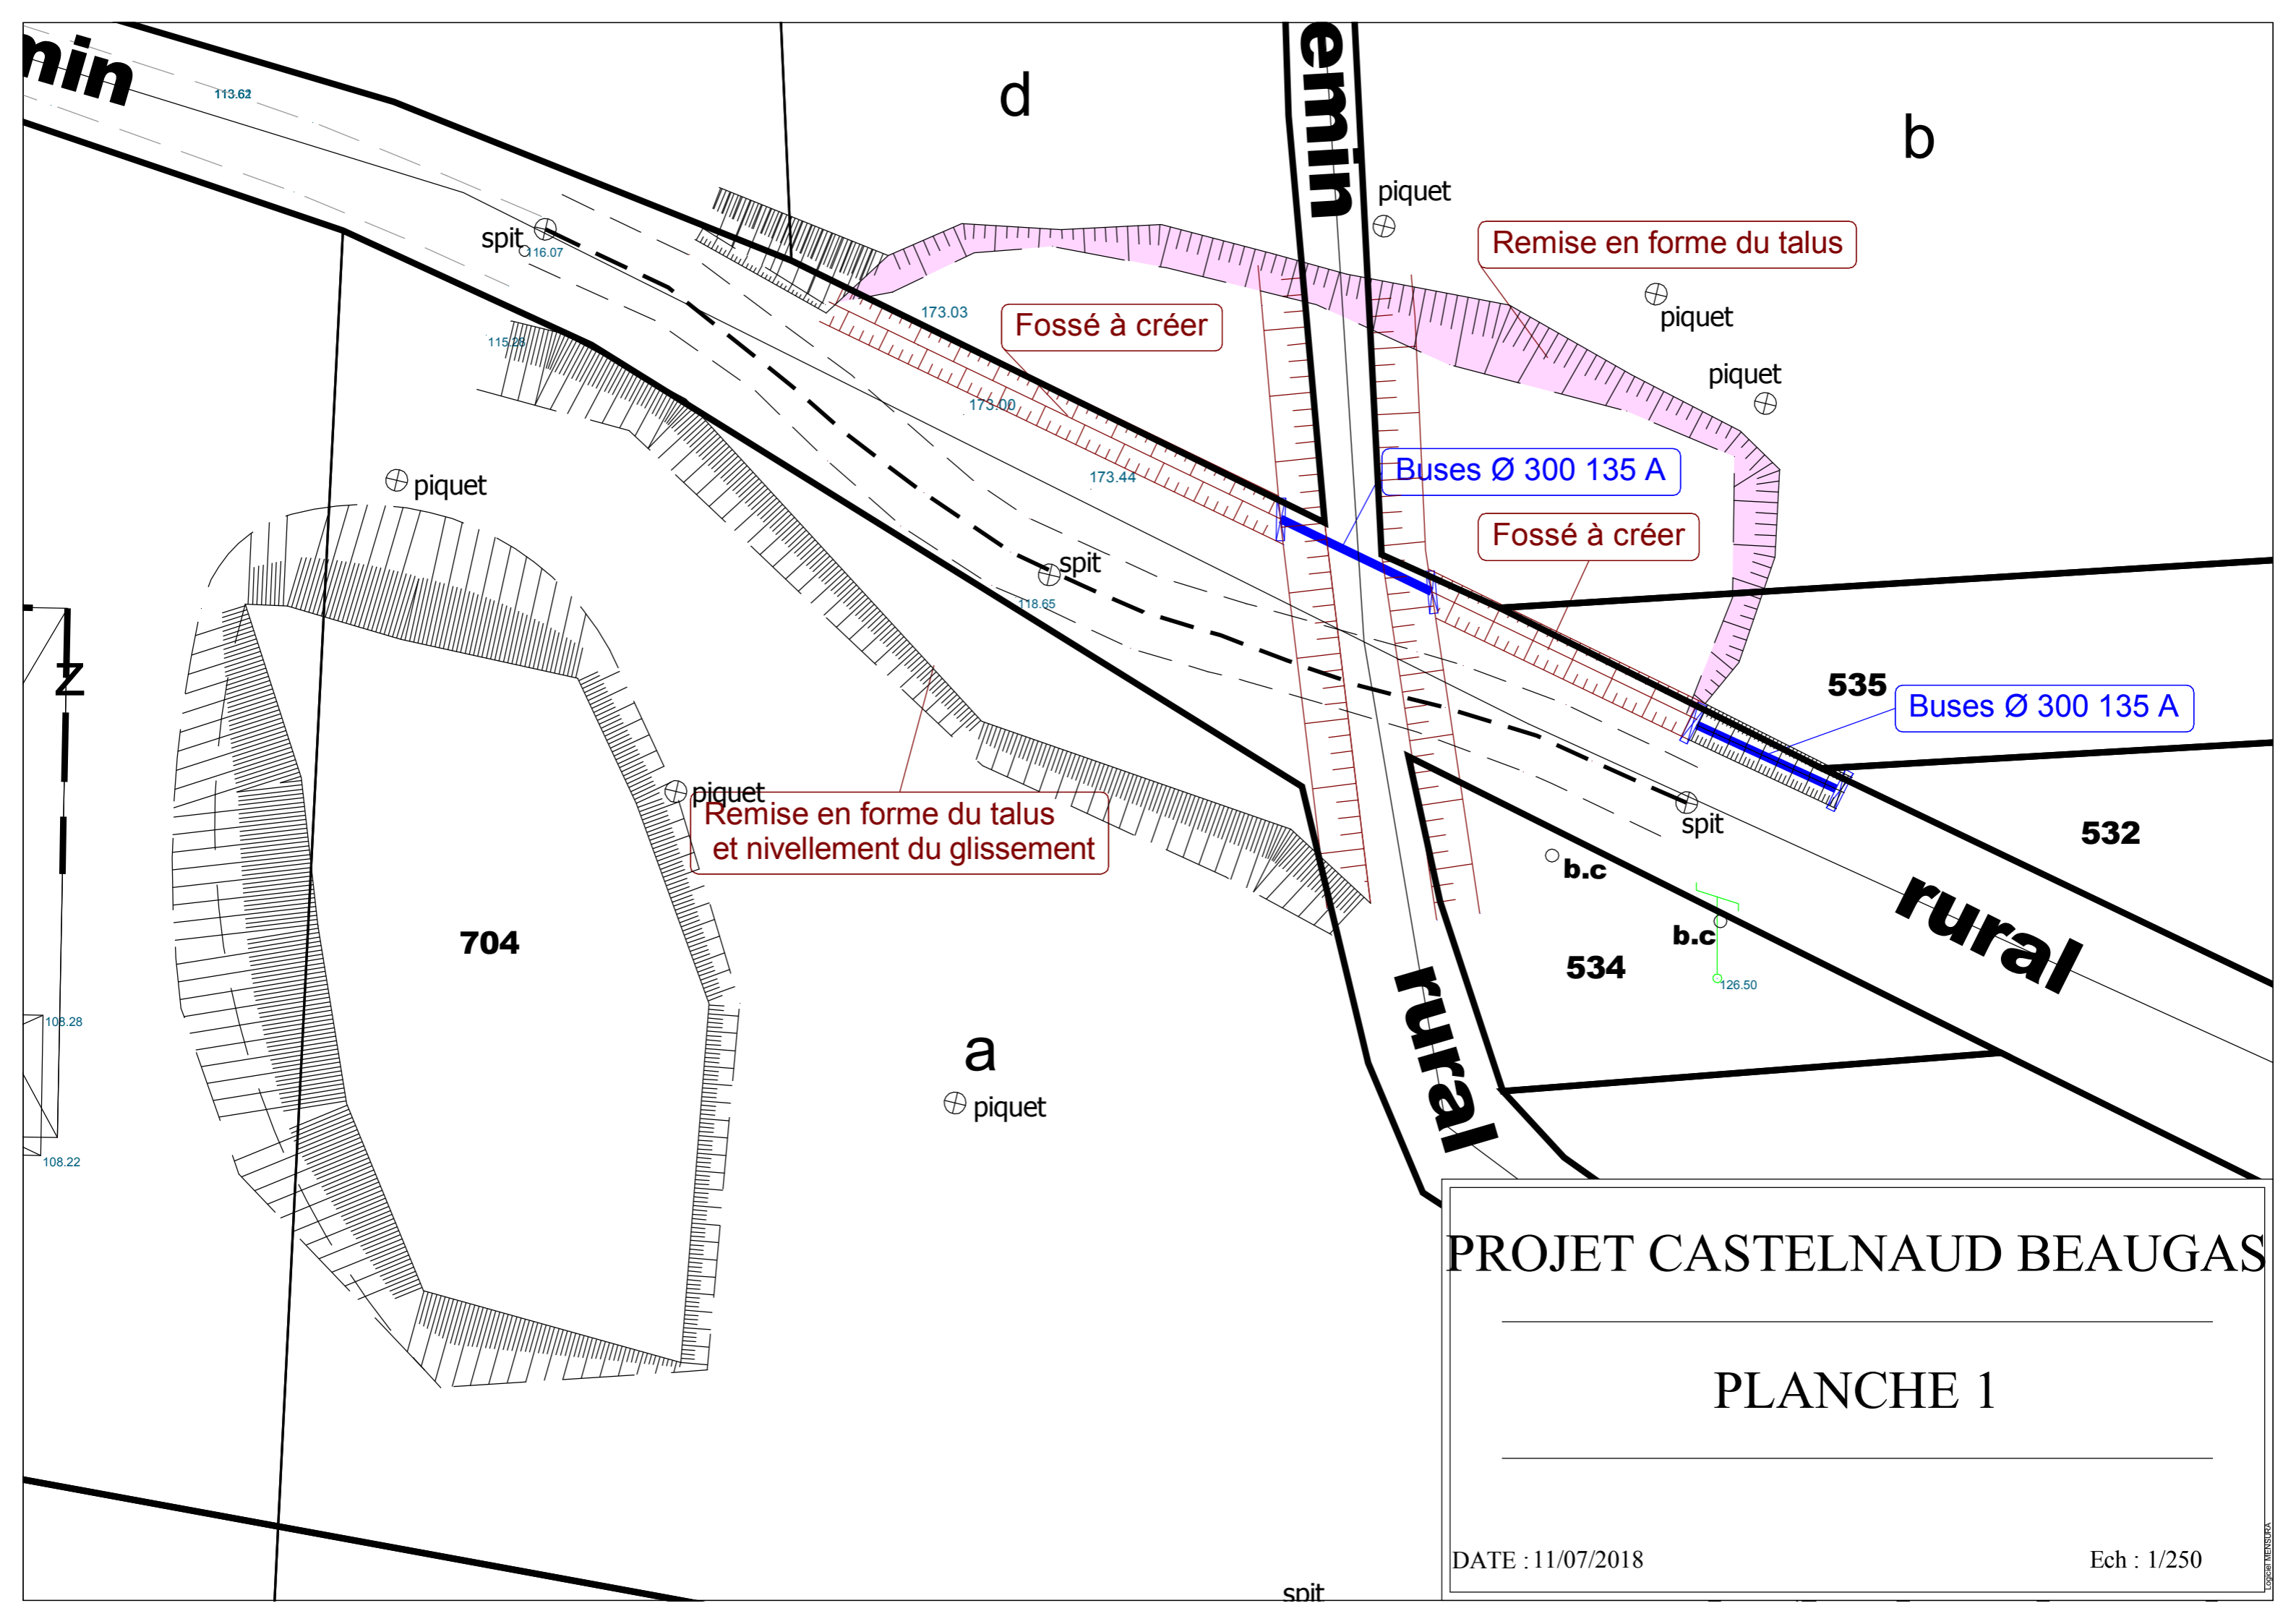 min
113.62
d
emin
b
piquet
spit
116.07
Remise en forme du talus
piquet
173.03
Fossé à créer
115.28
piquet
173.00
Buses Ø 300 135 A
173.44
piquet
Fossé à créer
spit
118.65
N
535
Buses Ø 300 135 A
piquet
Remise en forme du talus
et nivellement du glissement
spit
532
b.c
rural
b.c
704
534
126.50
rural
108.28
a
piquet
108.22
PROJET CASTELNAUD BEAUGAS
PLANCHE 1
DATE : 11/07/2018
Ech : 1/250
Logiciel MENSURA
spit